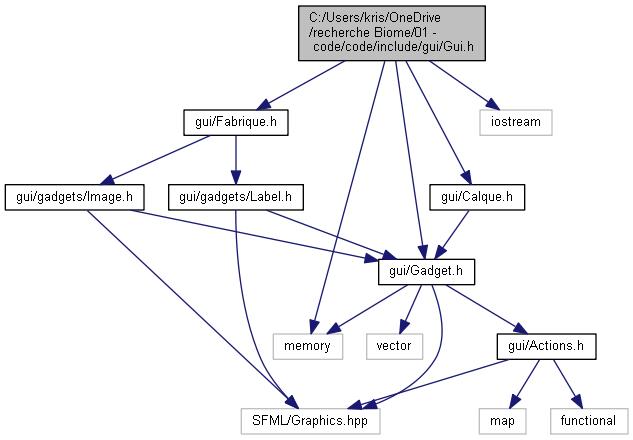 C:/Users/kris/OneDrive
/recherche Biome/01 -
code/code/include/gui/Gui.h
gui/Fabrique.h
iostream
gui/gadgets/Image.h
gui/gadgets/Label.h
gui/Calque.h
gui/Gadget.h
memory
vector
gui/Actions.h
SFML/Graphics.hpp
map
functional